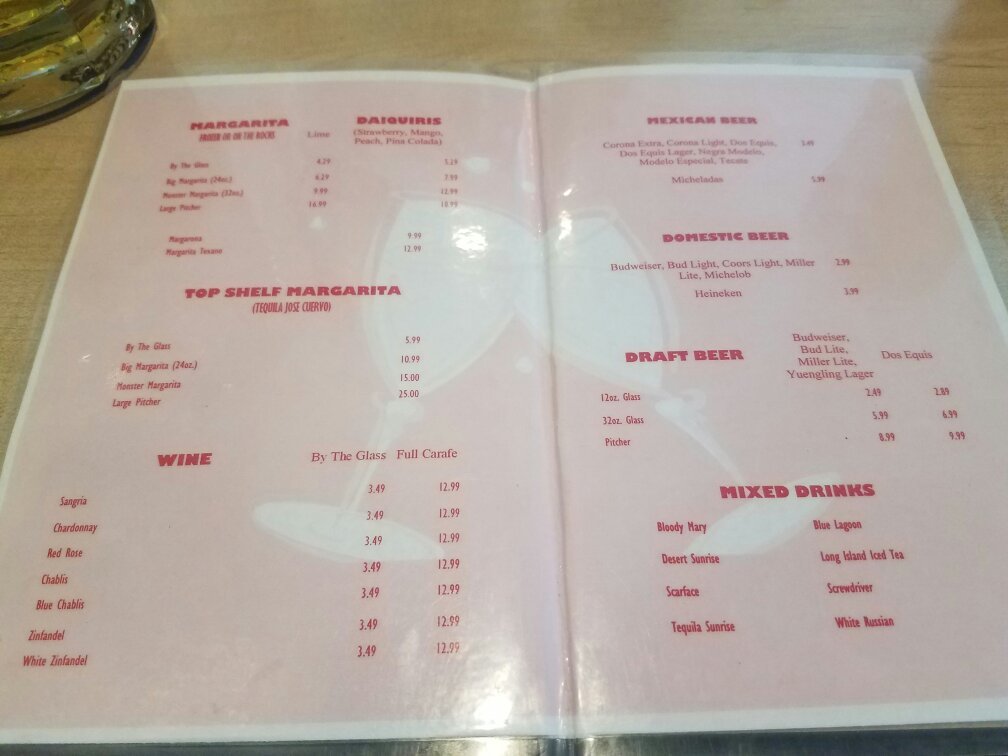 MARGARITA
FROZEN OR ON THE ROCKS
Lime
DAIQUIRIS
(Strawberry, Mango,
Peach, Pina Colada)
By The Glass 4.29 5.29
Big Margarita (24oz.) 6.29 7.99
Monster Margarita (32oz.) 9.99 12.99
Large Pitcher 16.99
Margarona 9.99
Margarita Texano 12.99
TOP SHELF MARGARITA
(TEQUILA JOSE CUERVO)
By The Glass 5.99
Big Margarita (24oz.) 10.99
Monster Margarita 15.00
Large Pitcher 25.00
WINE By The Glass Full Carafe
Sangria 3.49 12.99
Chardonnay 3.49 12.99
Red Rose 3.49 12.99
Chablis 3.49 12.99
Blue Chablis 3.49 12.99
Zinfandel 3.49 12.99
White Zinfandel 3.49 12.99
MEXICAN BEER
Corona Extra, Corona Light, Dos Equis, 3.49
Dos Equis Lager, Negra Modelo,
Modelo Especial, Tecate
Micheladas 5.99
DOMESTIC BEER
Budweiser, Bud Light, Coors Light, Miller 2.99
Lite, Michelob
Heineken 3.99
DRAFT BEER
Budweiser,
Bud Lite,
Miller Lite,
Yuengling Lager
Dos Equis
12oz. Glass 2.49 2.89
32oz. Glass 5.99 6.99
Pitcher 8.99 9.99
MIXED DRINKS
Bloody Mary Blue Lagoon
Desert Sunrise Long Island Iced Tea
Scarface Screwdriver
Tequila Sunrise White Russian